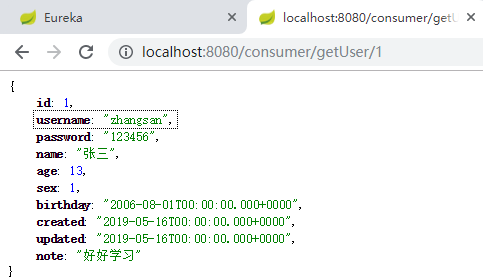 Eureka
localhost:8080/consumer/getU
localhost:8080/consumer/getUser/1
{
id: 1,
username: "zhangsan",
password: "123456",
name: "张三",
age: 13,
sex: 1,
birthday: "2006-08-01T00:00:00.000+0000",
created: "2019-05-16T00:00:00.000+0000",
updated: "2019-05-16T00:00:00.000+0000",
note: "好好学习"
}